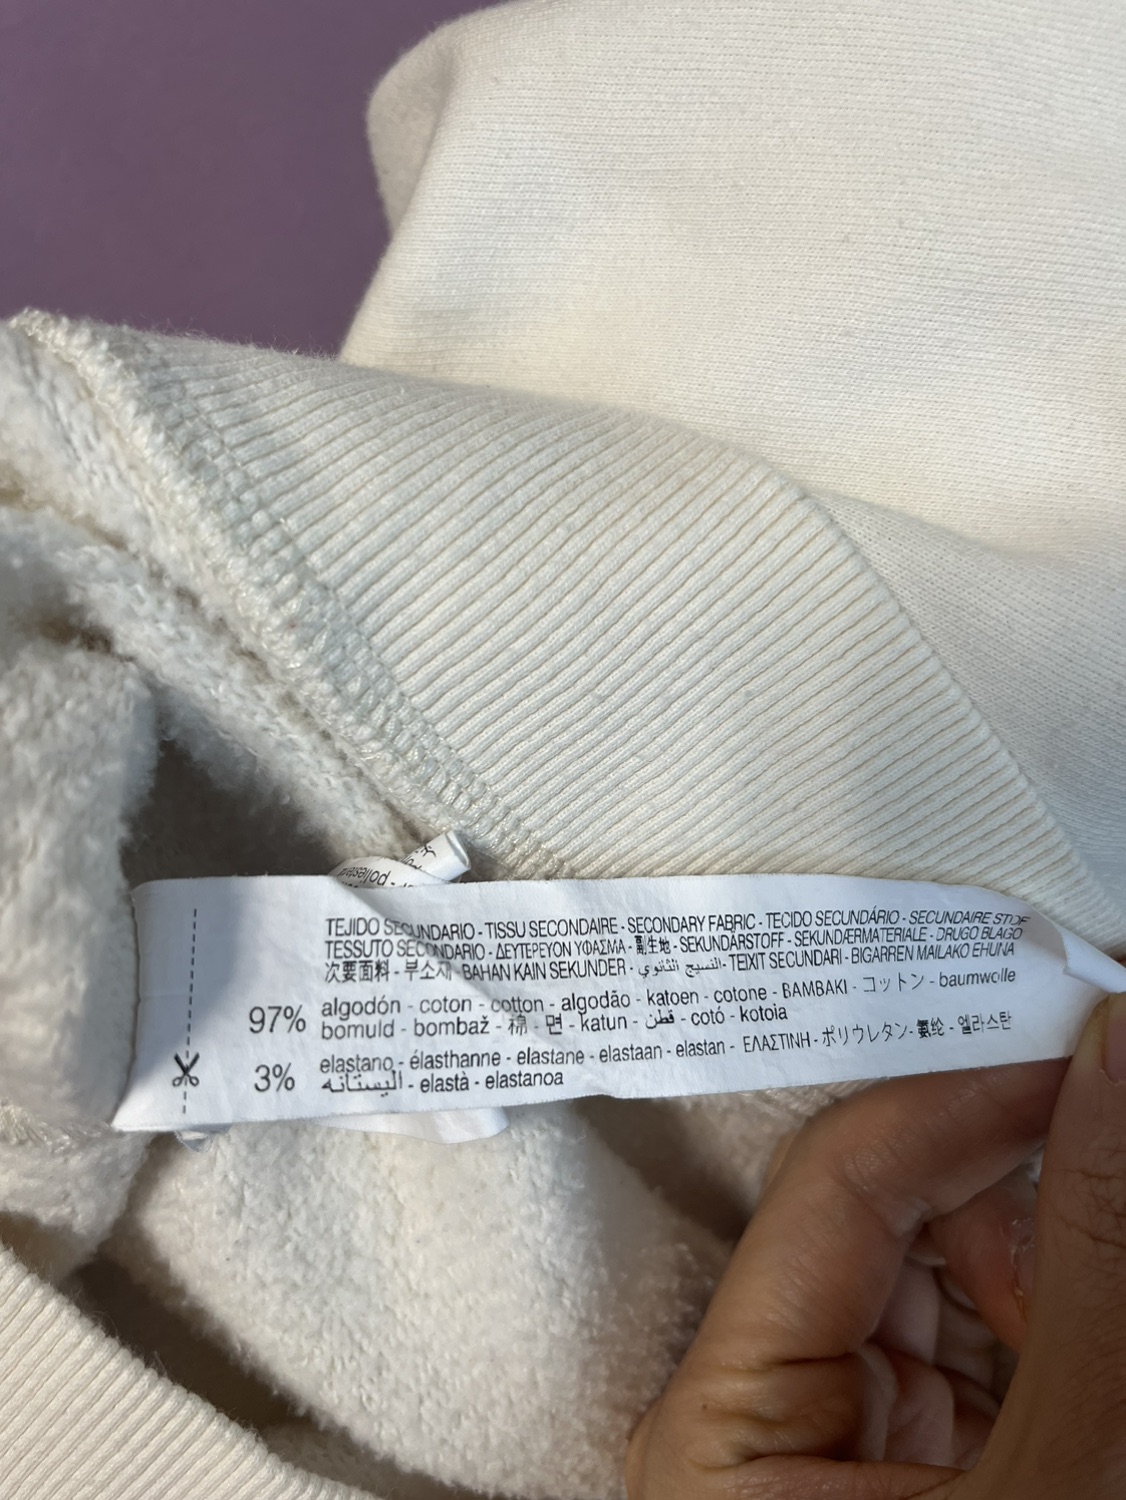 poliéster
TEJIDO SECUNDARIO - TISSU SECONDAIRE - SECONDARY FABRIC - TECIDO SECUNDÁRIO - SECUNDAIRE STOF
TESSUTO SECONDARIO - ΔΕΥΤΕΡΕΥΟΝ ΥΦΑΣΜΑ - 副生地 - SEKUNDÄRSTOFF - SEKUNDÆRMATERIALE - DRUGO BLAGO
次要面料 - 부소재 - BAHAN KAIN SEKUNDER - النسيج الثانوي - TEIXIT SECUNDARI - BIGARREN MAILAKO EHUNA
97% algodón - coton - cotton - algodão - katoen - cotone - BAMBAKI - コットン - baumwolle
bomuld - bombaž - 棉 - 면 - katun - قطن - cotó - kotoia
3% elastano - élasthanne - elastane - elastaan - elastan - ΕΛΑΣΤΙΝΗ - ポリウレタン - 氨纶 - 엘라스탄
اليستانه - elastà - elastanoa